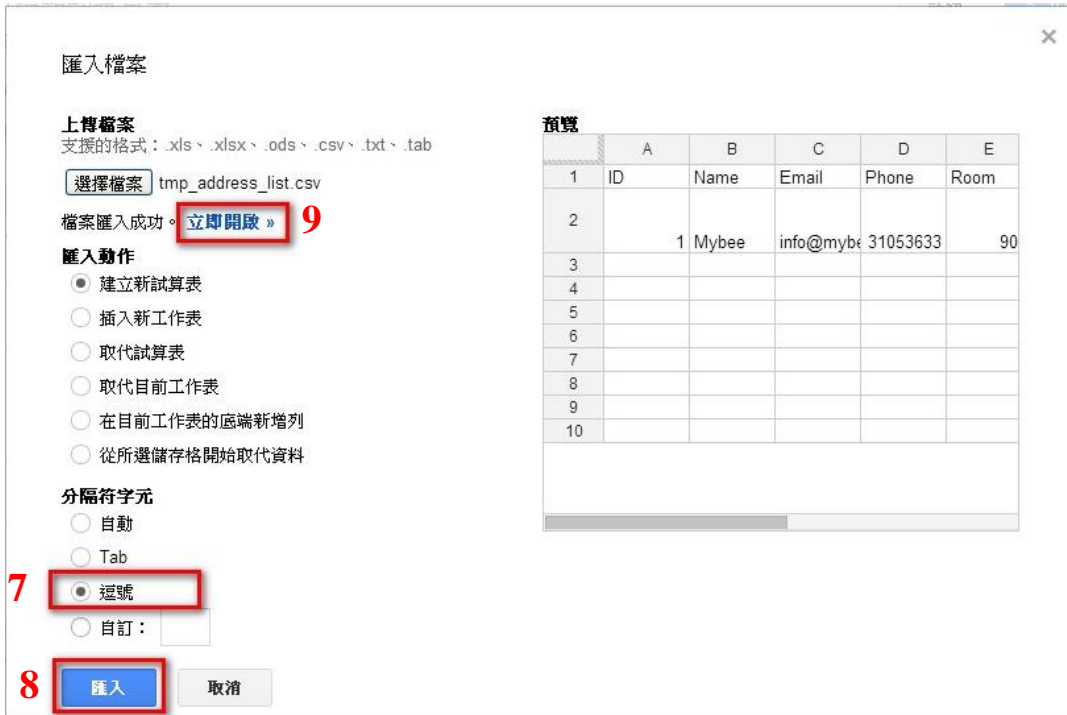 ×
匯入檔案
上傳檔案
支援的格式：.xls、.xlsx、.ods、.csv、.txt、.tab
選擇檔案 tmp_address_list.csv
檔案匯入成功。 立即開啟 » 9
匯入動作
建立新試算表
插入新工作表
取代試算表
取代目前工作表
在目前工作表的底端新增列
從所選儲存格開始取代資料
分隔符字元
自動
Tab
7 逗號
自訂：
8 匯入 取消
預覽
A B C D E
1 ID Name Email Phone Room
2 1 Mybee info@mybe 31053633 90
3
4
5
6
7
8
9
10